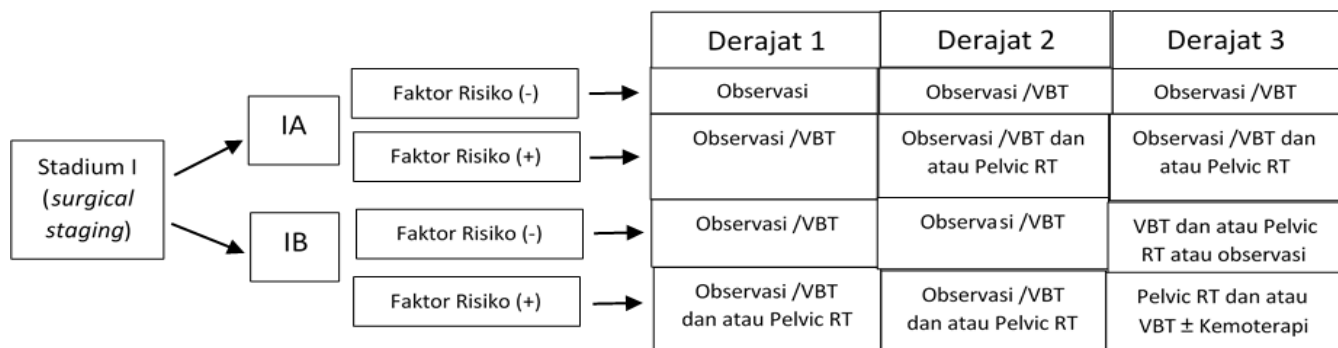 Derajat 1
Derajat 2
Derajat 3
Stadium I
(surgical
staging)
IA
Faktor Risiko (-)
Observasi
Observasi /VBT
Observasi /VBT
Faktor Risiko (+)
Observasi /VBT
Observasi /VBT dan
atau Pelvic RT
Observasi /VBT dan
atau Pelvic RT
IB
Faktor Risiko (-)
Observasi /VBT
Observasi /VBT
VBT dan atau Pelvic
RT atau observasi
Faktor Risiko (+)
Observasi /VBT
dan atau Pelvic RT
Observasi /VBT
dan atau Pelvic RT
Pelvic RT dan atau
VBT ± Kemoterapi